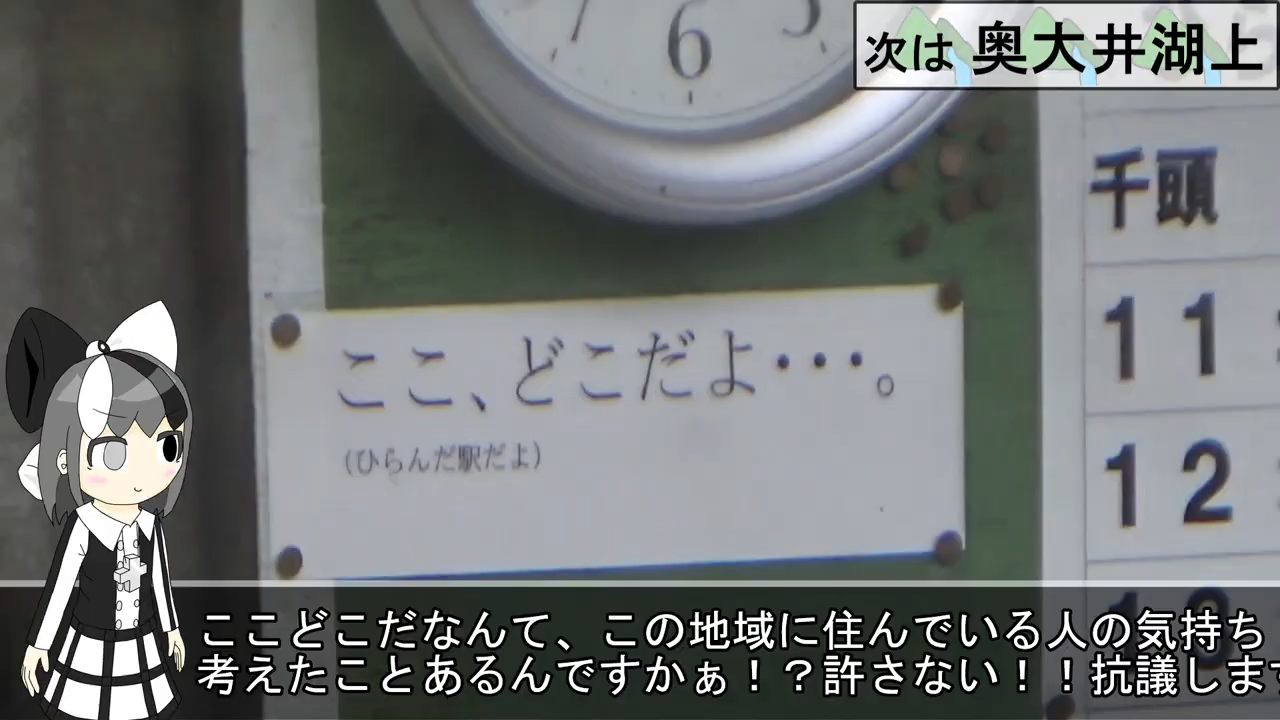 7 6 5
次は 奥大井湖上
千頭
11:
12:
ここ、どこだよ・・・。
(ひらんだ駅だよ)
ここどこだなんて、この地域に住んでいる人の気持ち
考えたことあるんですかぁ！？許さない！！抗議します